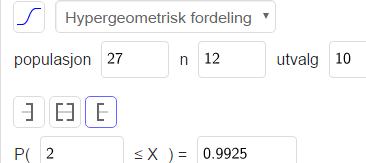 Hypergeometrisk fordeling
populasjon 27 n 12 utvalg 10
P( 2 ≤ X ) = 0.9925